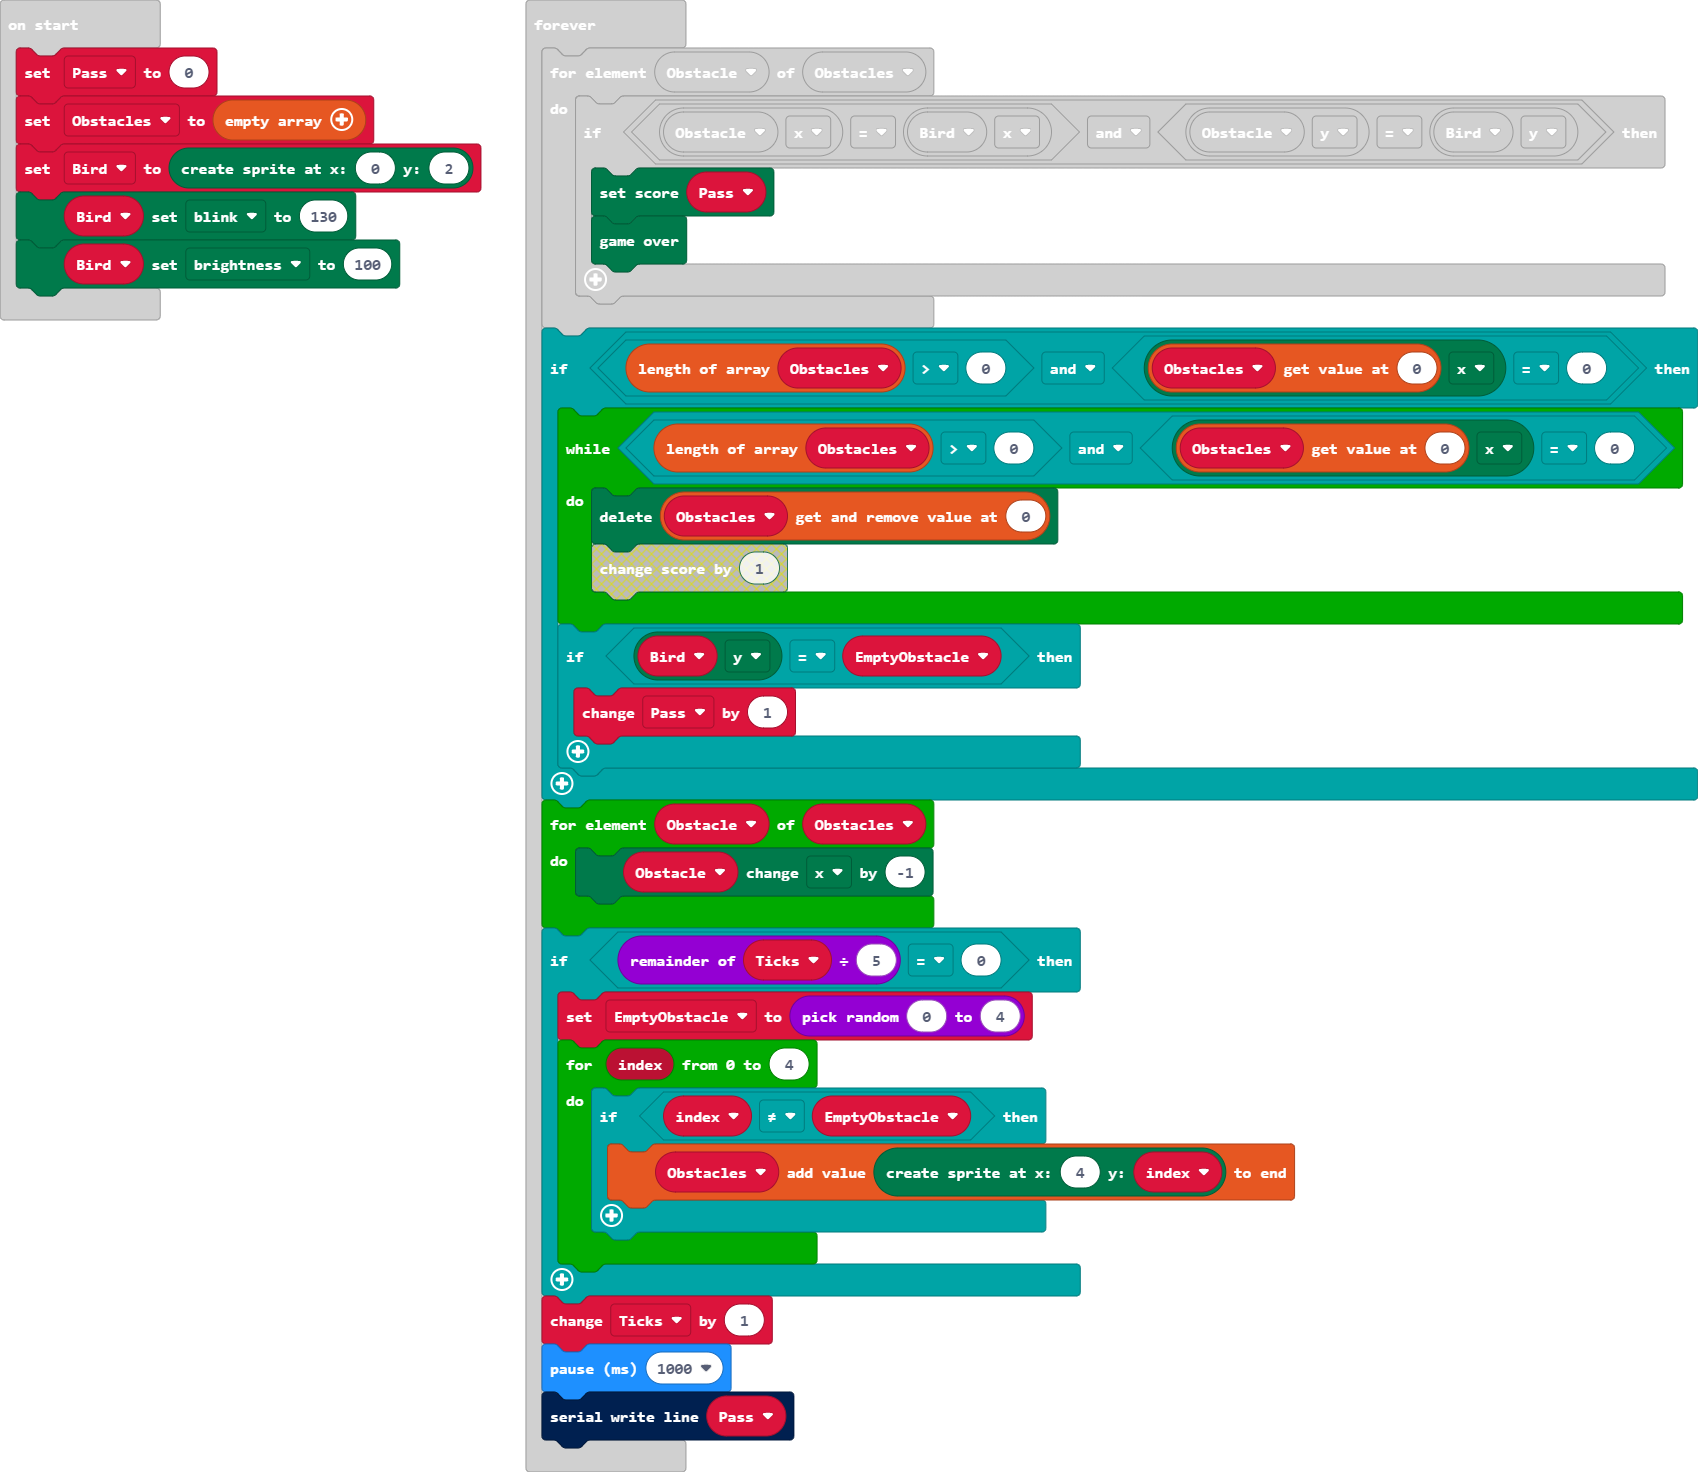 on start
set Pass to 0
set Obstacles to empty array
set Bird to create sprite at x: 0 y: 2
Bird set blink to 130
Bird set brightness to 100
forever
for element Obstacle of Obstacles
do
if Obstacle x = Bird x and Obstacle y = Bird y then
set score Pass
game over
if length of array Obstacles > 0 and Obstacles get value at 0 x = 0 then
while length of array Obstacles > 0 and Obstacles get value at 0 x = 0
do
delete Obstacles get and remove value at 0
change score by 1
if Bird y = EmptyObstacle then
change Pass by 1
for element Obstacle of Obstacles
do
Obstacle change x by -1
if remainder of Ticks ÷ 5 = 0 then
set EmptyObstacle to pick random 0 to 4
for index from 0 to 4
do
if index ≠ EmptyObstacle then
Obstacles add value create sprite at x: 4 y: index to end
change Ticks by 1
pause (ms) 1000
serial write line Pass